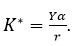 K* = Yα/r.